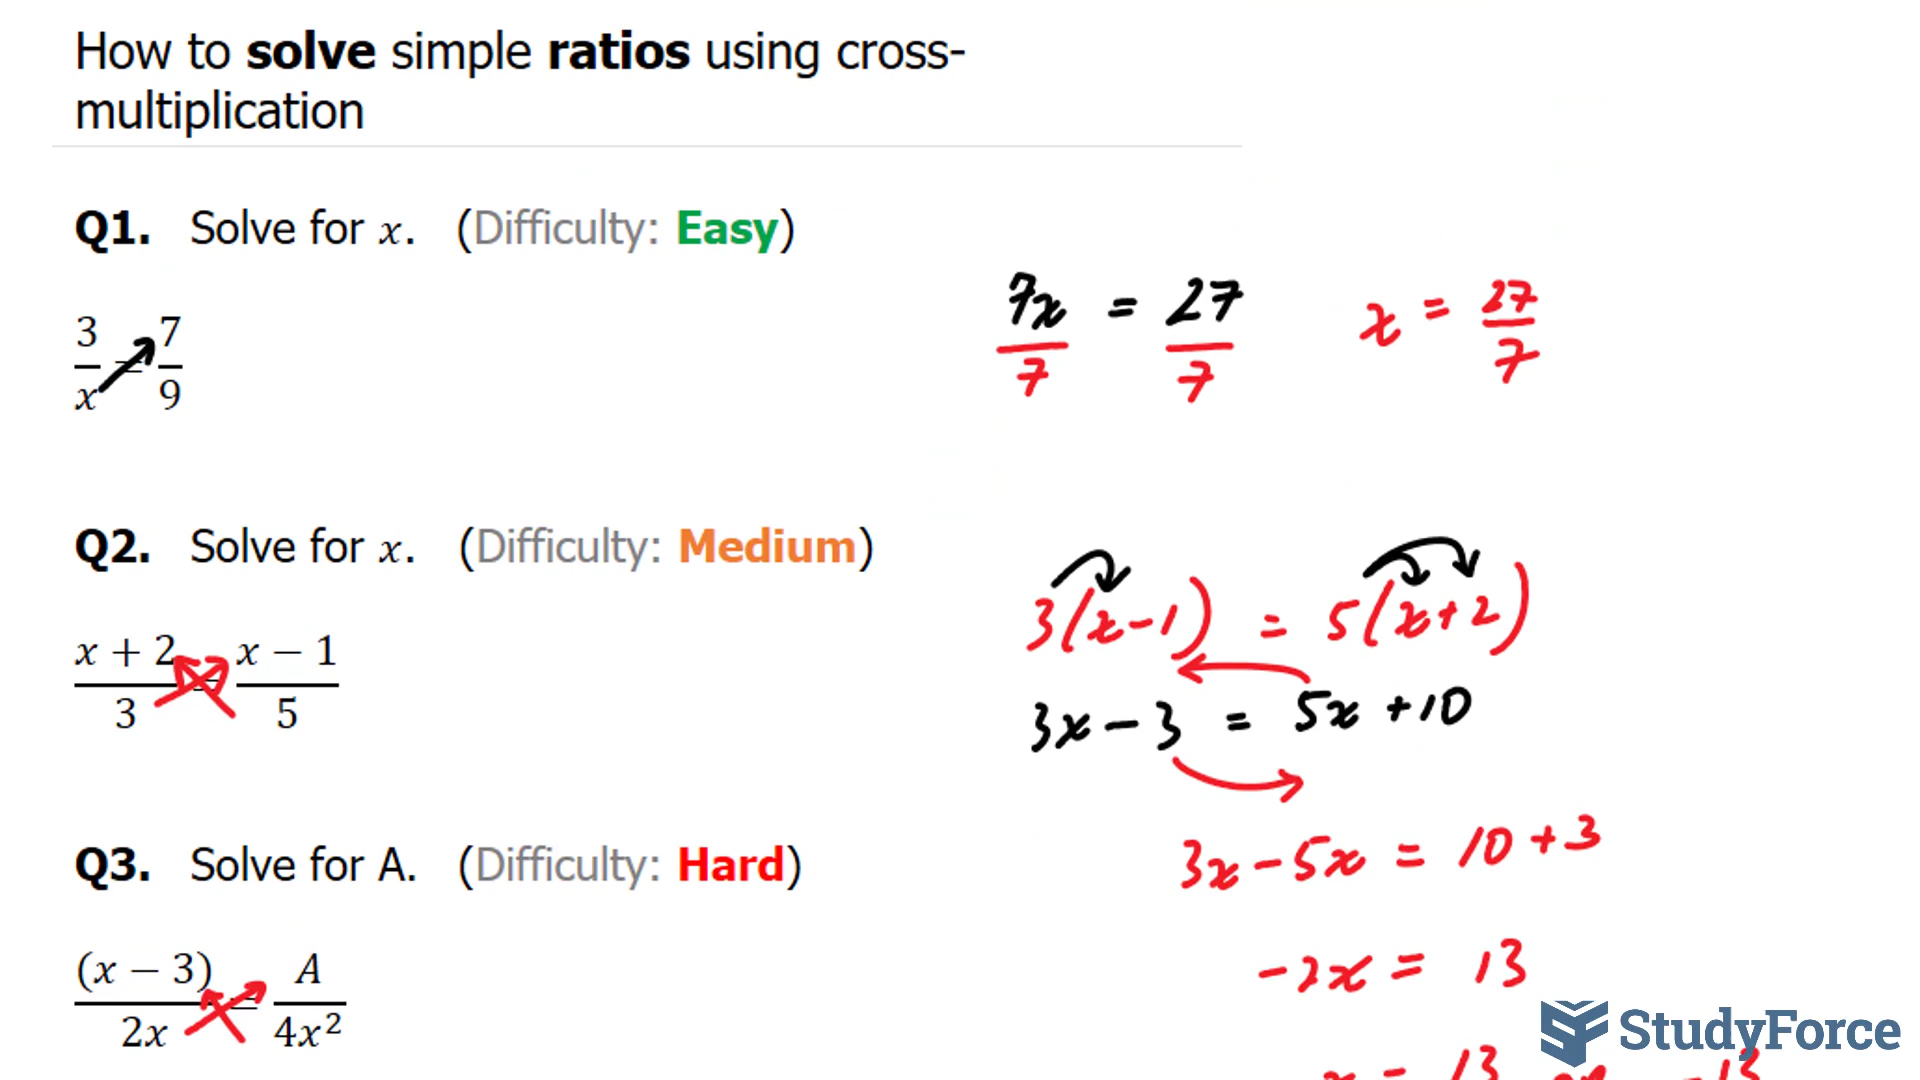 How to solve simple ratios using cross-
multiplication
Q1. Solve for x. (Difficulty: Easy)
3/x = 7/9
7x/7 = 27/7
x = 27/7
Q2. Solve for x. (Difficulty: Medium)
x + 2/3 = x − 1/5
3(x-1) = 5(x+2)
3x - 3 = 5x +10
3x - 5x = 10 + 3
-2x = 13
Q3. Solve for A. (Difficulty: Hard)
(x − 3)/2x = A/4x²
StudyForce